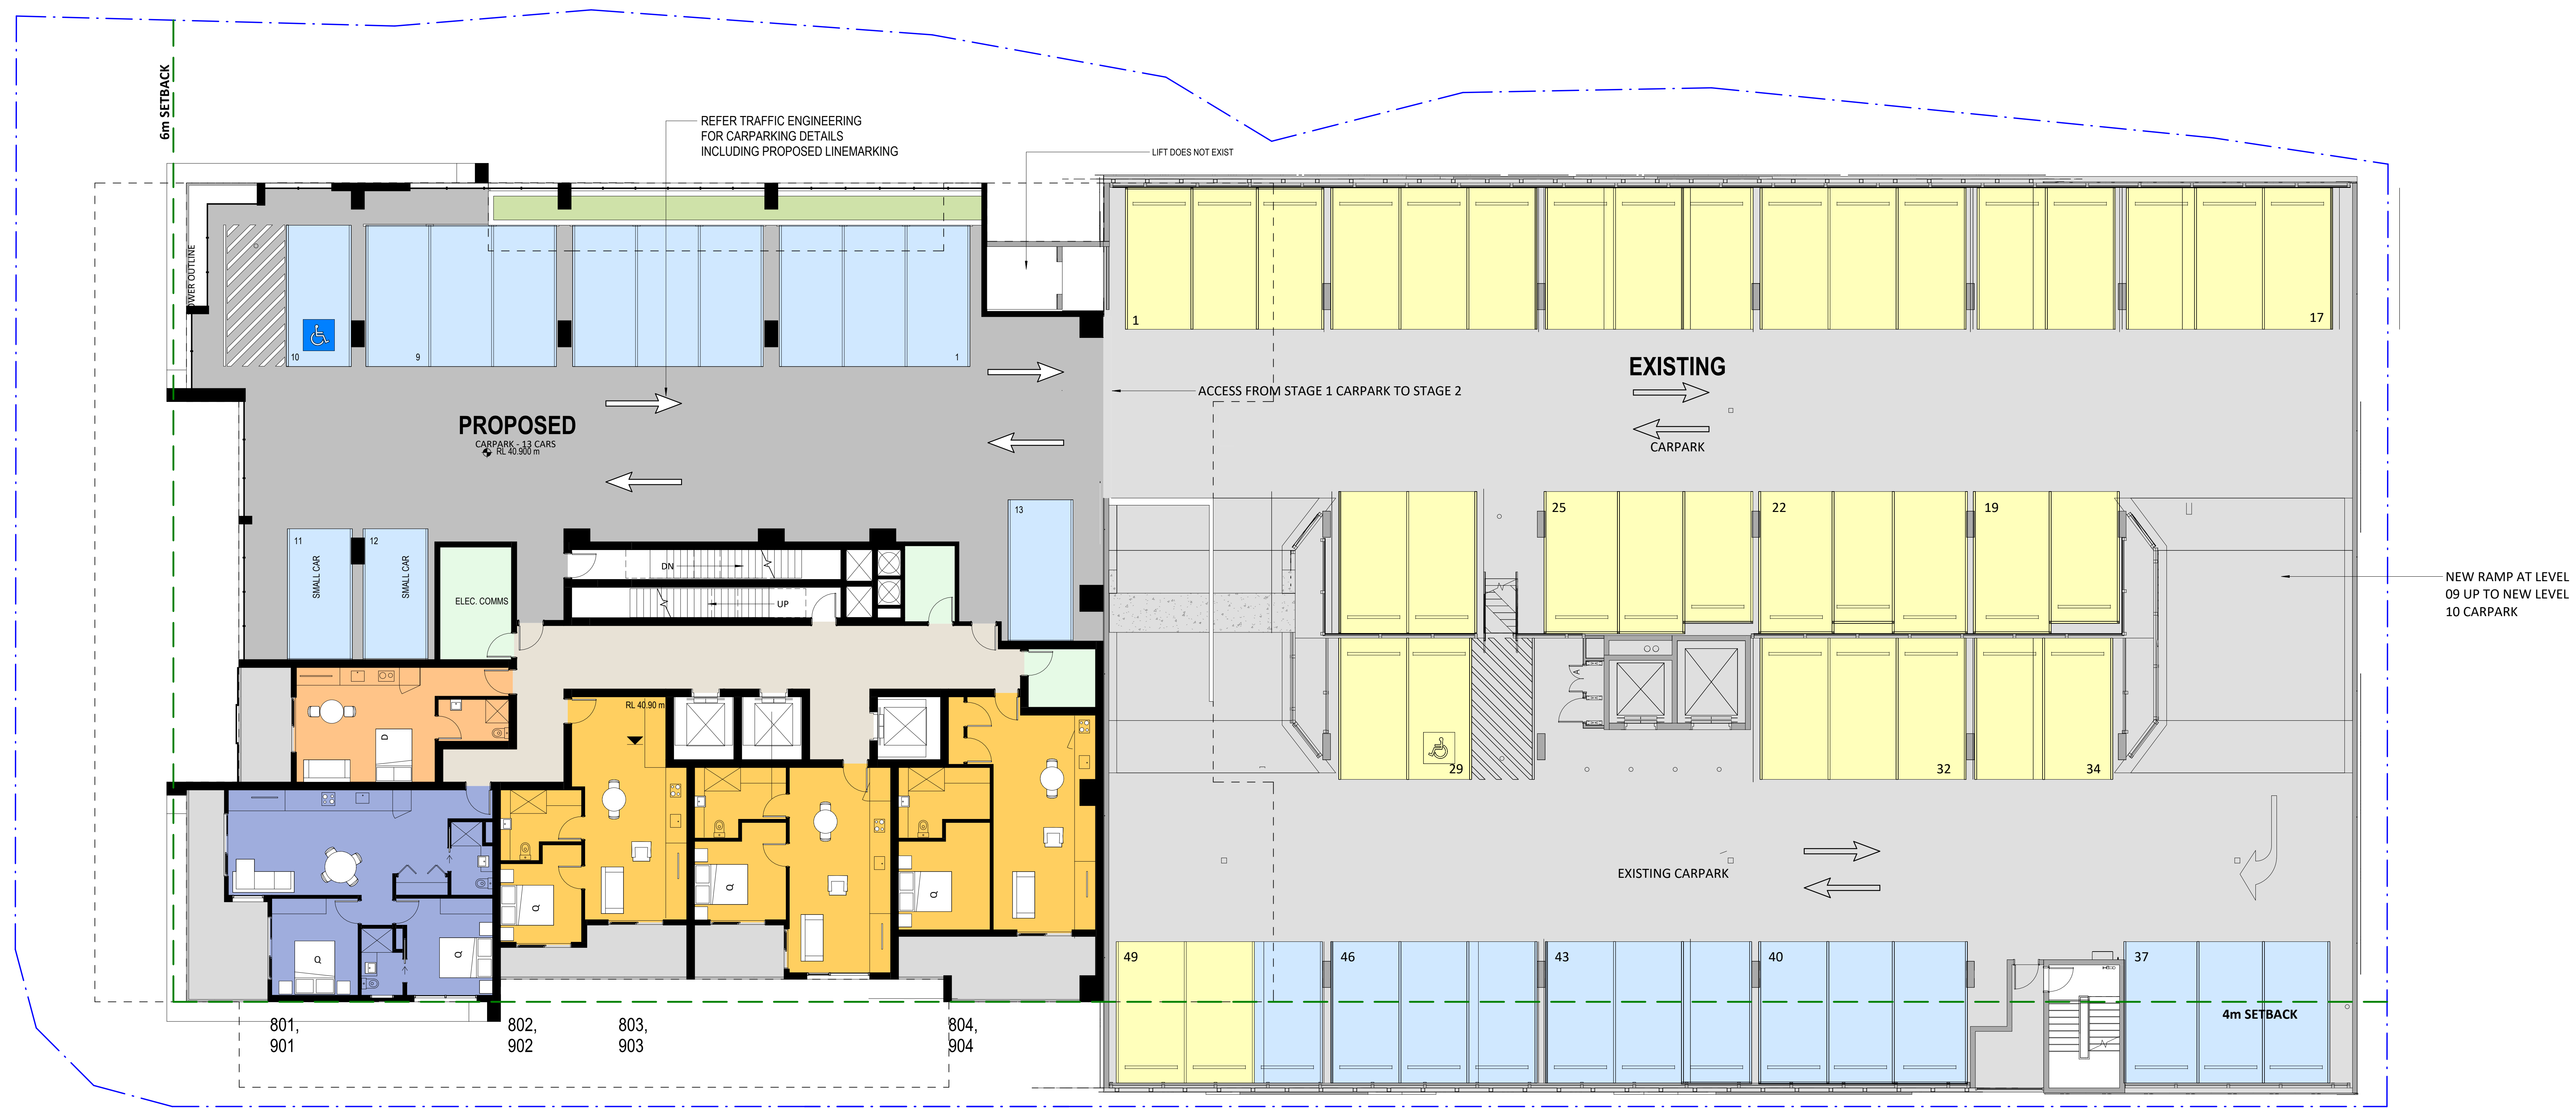 6m SETBACK
REFER TRAFFIC ENGINEERING
FOR CARPARKING DETAILS
INCLUDING PROPOSED LINEMARKING
LIFT DOES NOT EXIST
OWER OUTLINE
10
9
1
1
17
EXISTING
ACCESS FROM STAGE 1 CARPARK TO STAGE 2
CARPARK
PROPOSED
CARPARK - 13 CARS
RL 40.900 m
11
SMALL CAR
12
SMALL CAR
ELEC. COMMS
DN
UP
13
25
22
19
NEW RAMP AT LEVEL
09 UP TO NEW LEVEL
10 CARPARK
A
RL 40.90 m
D
29
32
34
EXISTING CARPARK
Q
Q
Q
Q
Q
49
46
43
40
37
4m SETBACK
801,
901
802,
902
803,
903
804,
904